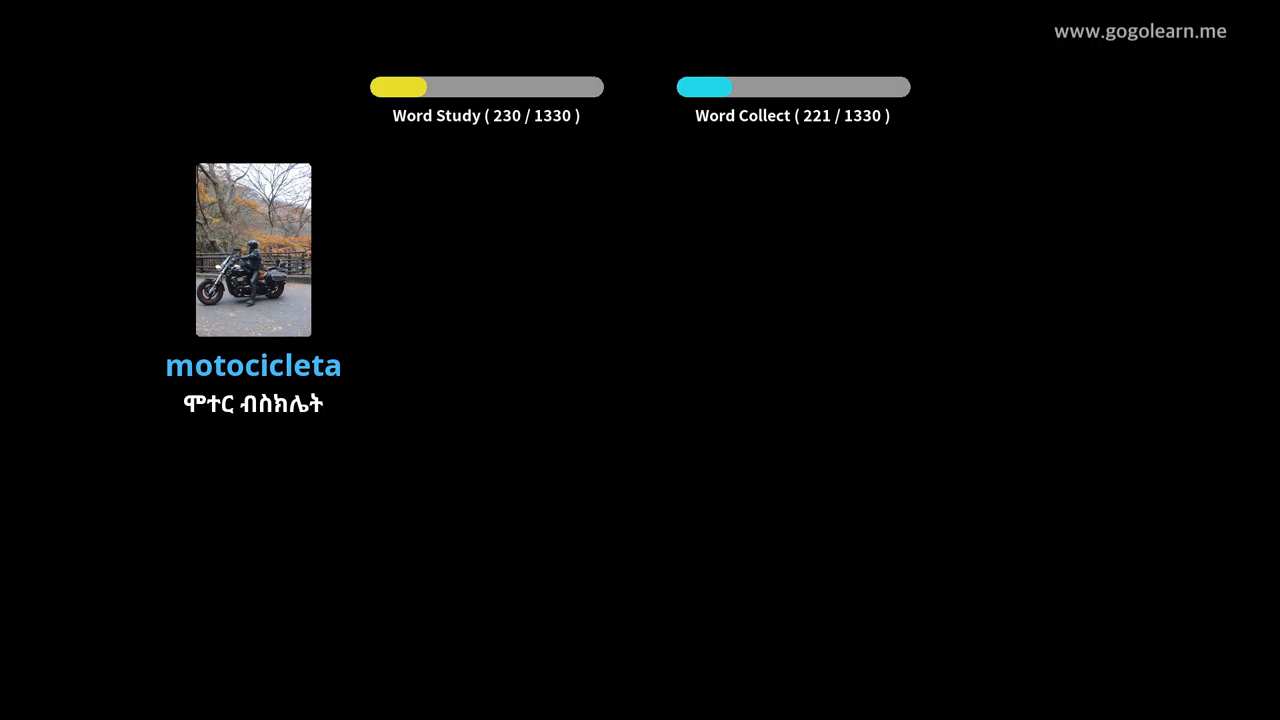 www.gogolearn.me
Word Study ( 230 / 1330 )
Word Collect ( 221 / 1330 )
motocicleta
ሞተር ብስክሌት